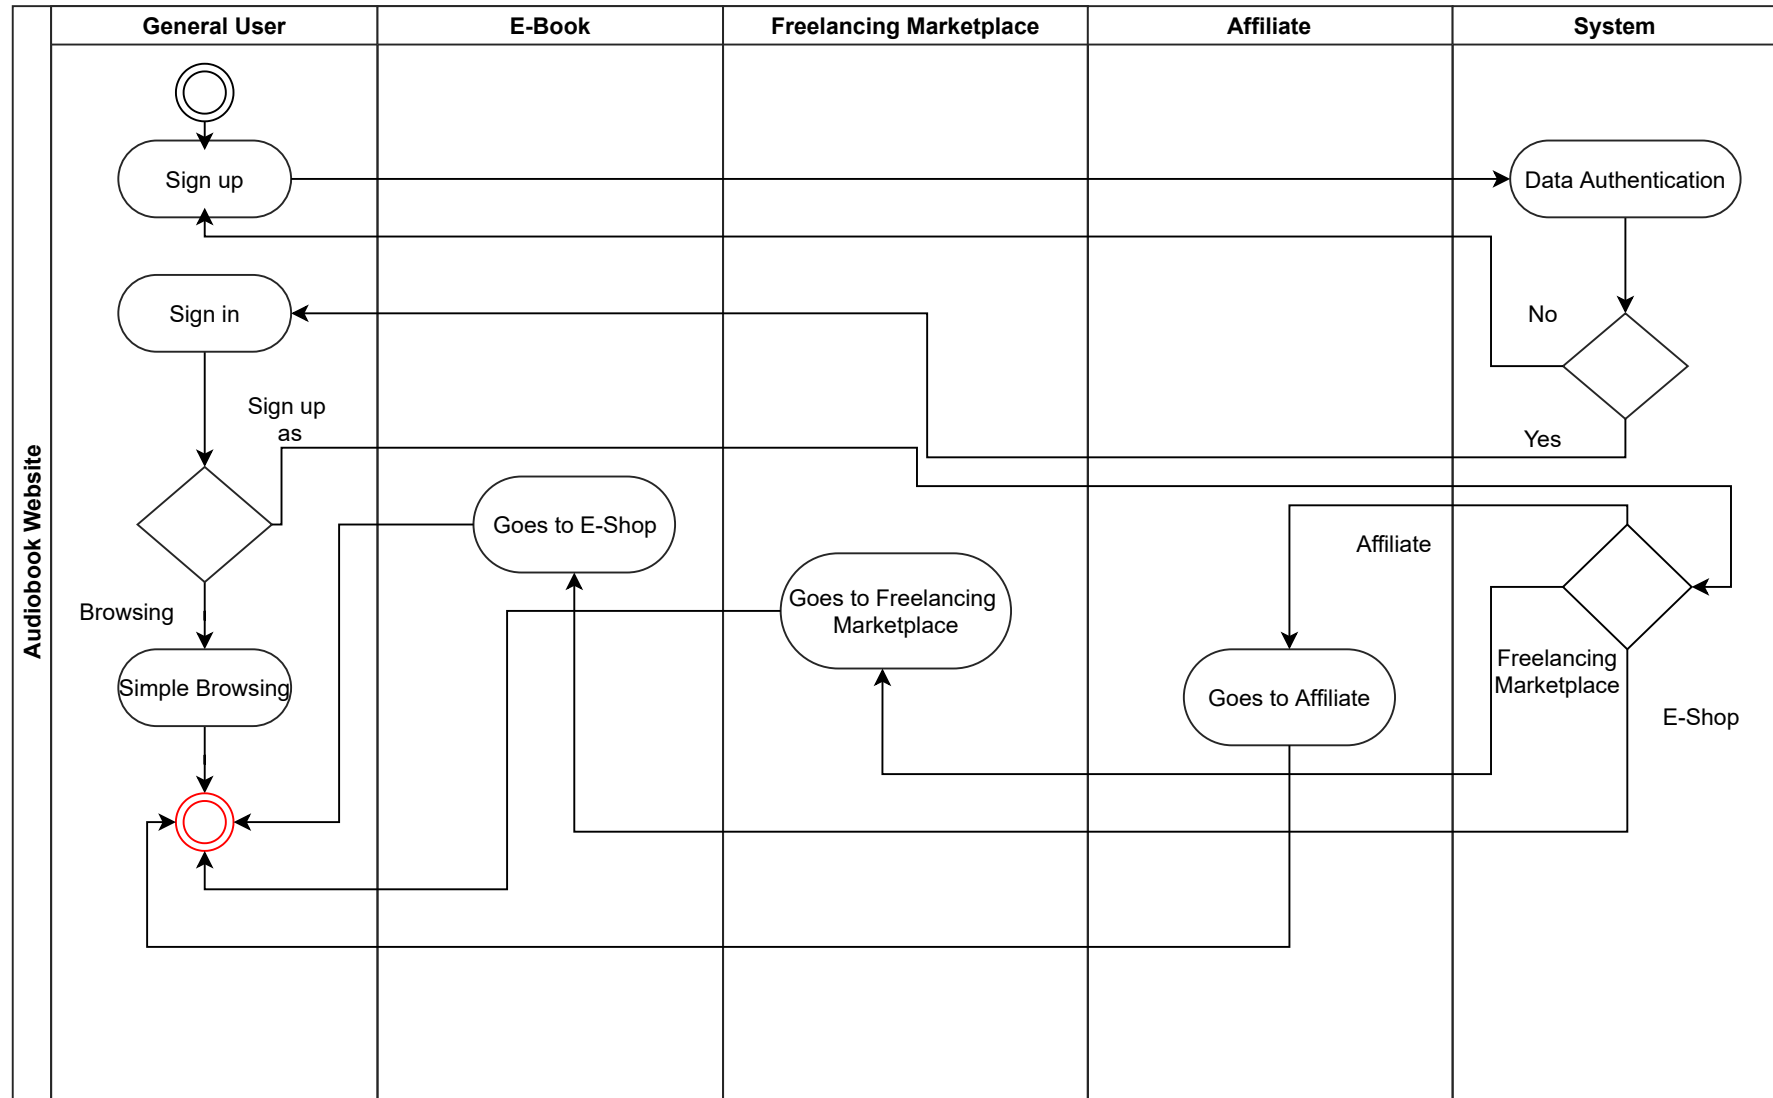 General User
E-Book
Freelancing Marketplace
Affiliate
System
Audiobook Website
Sign up
Data Authentication
Sign in
No
Sign up
as
Yes
Goes to E-Shop
Affiliate
Browsing
Goes to Freelancing
Marketplace
Simple Browsing
Goes to Affiliate
Freelancing
Marketplace
E-Shop